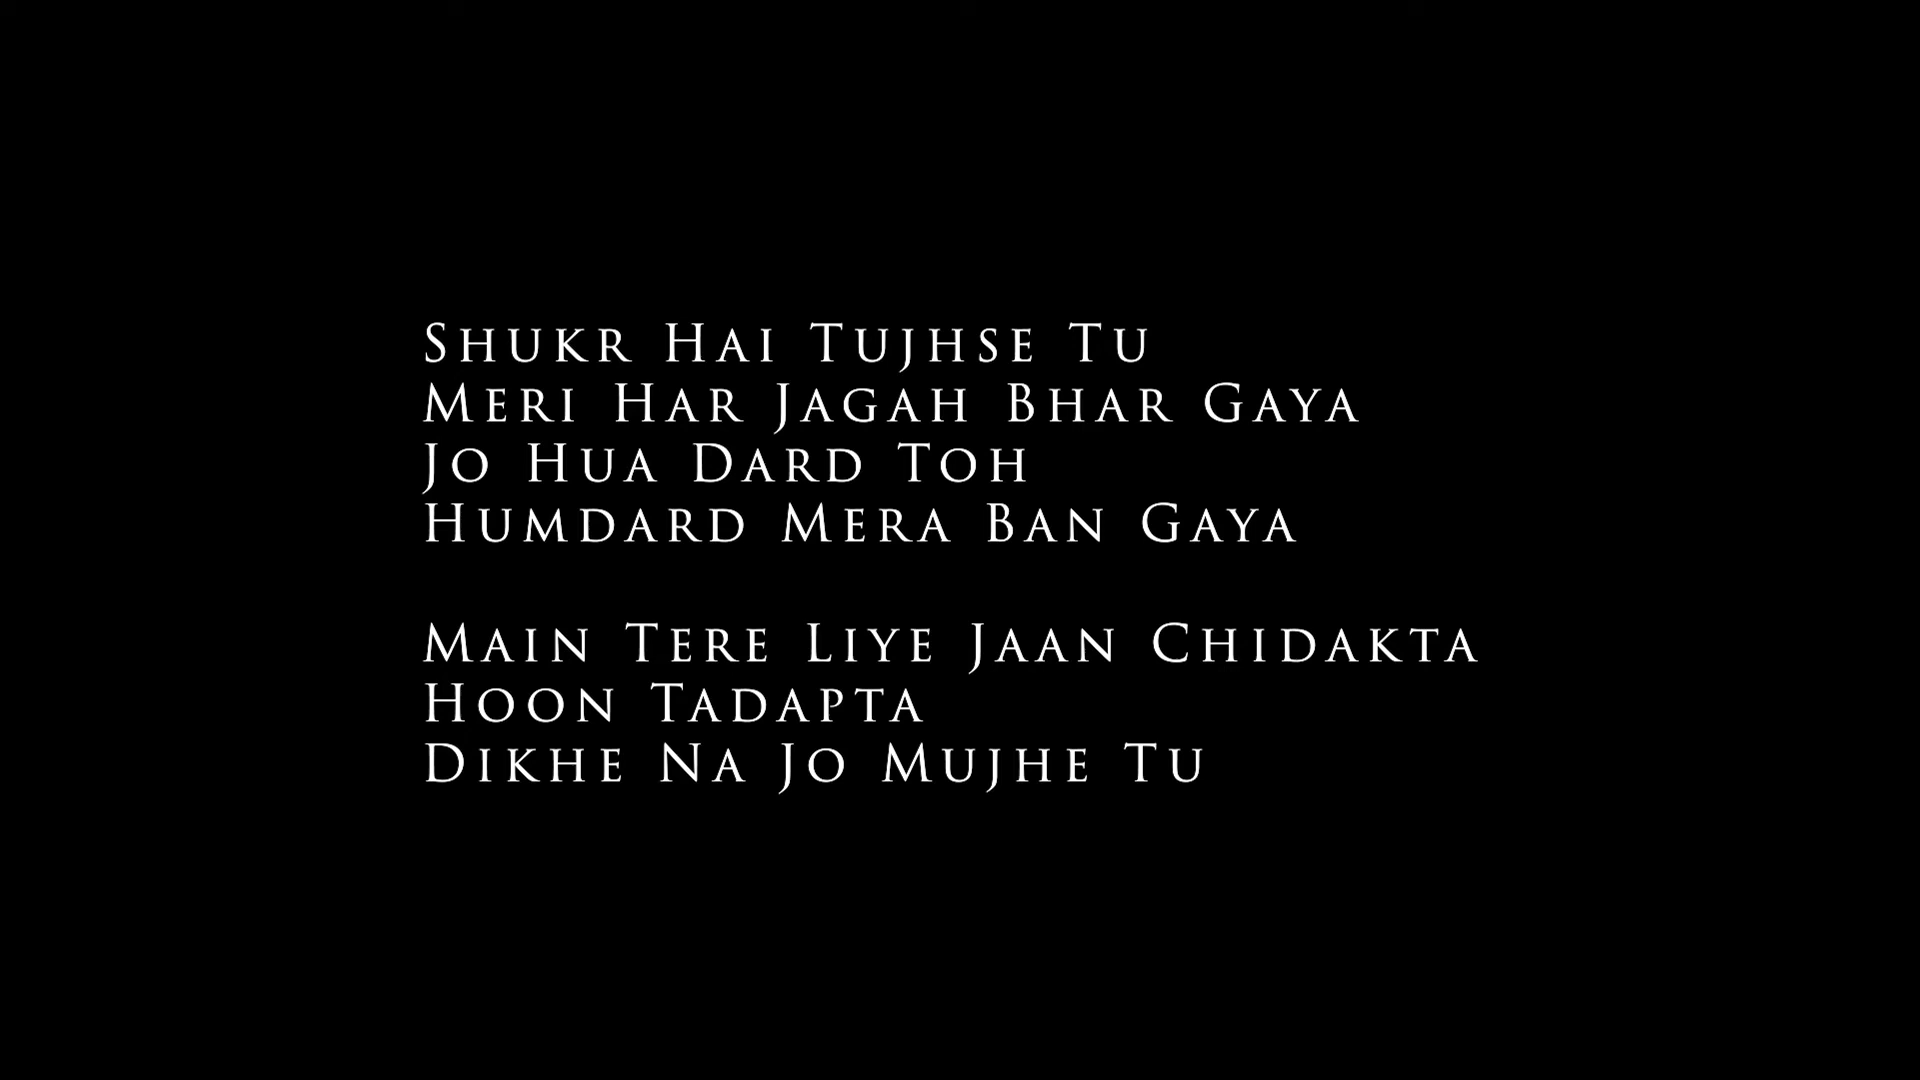 Shukr Hai Tujhse Tu
Meri Har Jagah Bhar Gaya
Jo Hua Dard Toh
Humdard Mera Ban Gaya
Main Tere Liye Jaan Chidakta
Hoon Tadapta
Dikhe Na Jo Mujhe Tu